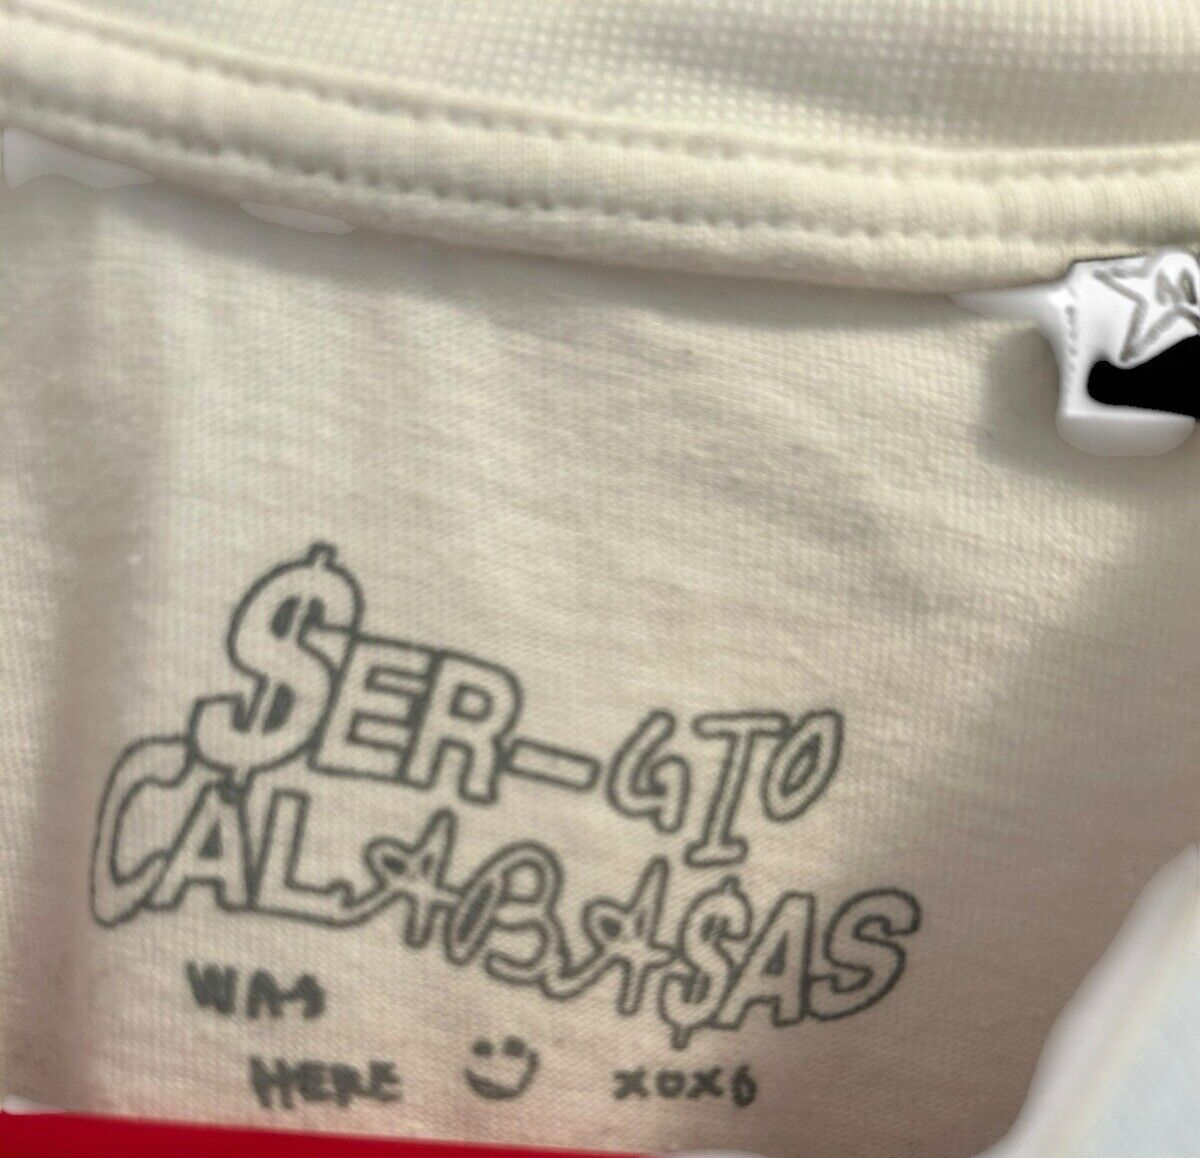 $ER-GIO
CALABA$AS
WAS
HERE XOXO